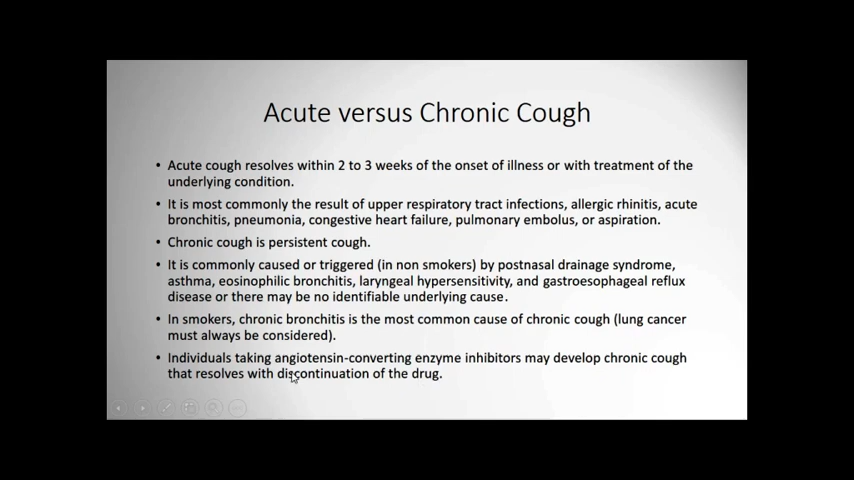 Acute versus Chronic Cough
• Acute cough resolves within 2 to 3 weeks of the onset of illness or with treatment of the
underlying condition.
• It is most commonly the result of upper respiratory tract infections, allergic rhinitis, acute
bronchitis, pneumonia, congestive heart failure, pulmonary embolus, or aspiration.
• Chronic cough is persistent cough.
• It is commonly caused or triggered (in non smokers) by postnasal drainage syndrome,
asthma, eosinophilic bronchitis, laryngeal hypersensitivity, and gastroesophageal reflux
disease or there may be no identifiable underlying cause.
• In smokers, chronic bronchitis is the most common cause of chronic cough (lung cancer
must always be considered).
• Individuals taking angiotensin-converting enzyme inhibitors may develop chronic cough
that resolves with discontinuation of the drug.